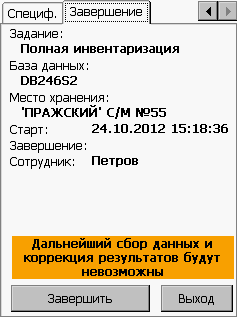 Специф. Завершение
Задание:
Полная инвентаризация
База данных:
DB246S2
Место хранения:
'ПРАЖСКИЙ' С/М №55
Старт: 24.10.2012 15:18:36
Завершение:
Сотрудник: Петров
Дальнейший сбор данных и
коррекция результатов будут
невозможны
Завершить Выход